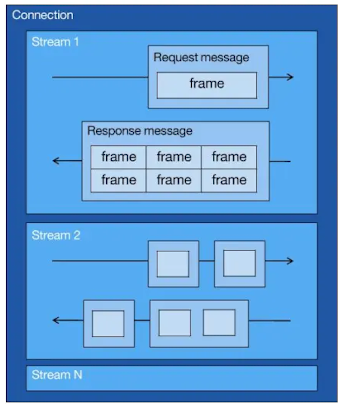 Connection
Stream 1
Request message
frame
Response message
frame frame frame
frame frame frame
Stream 2
Stream N